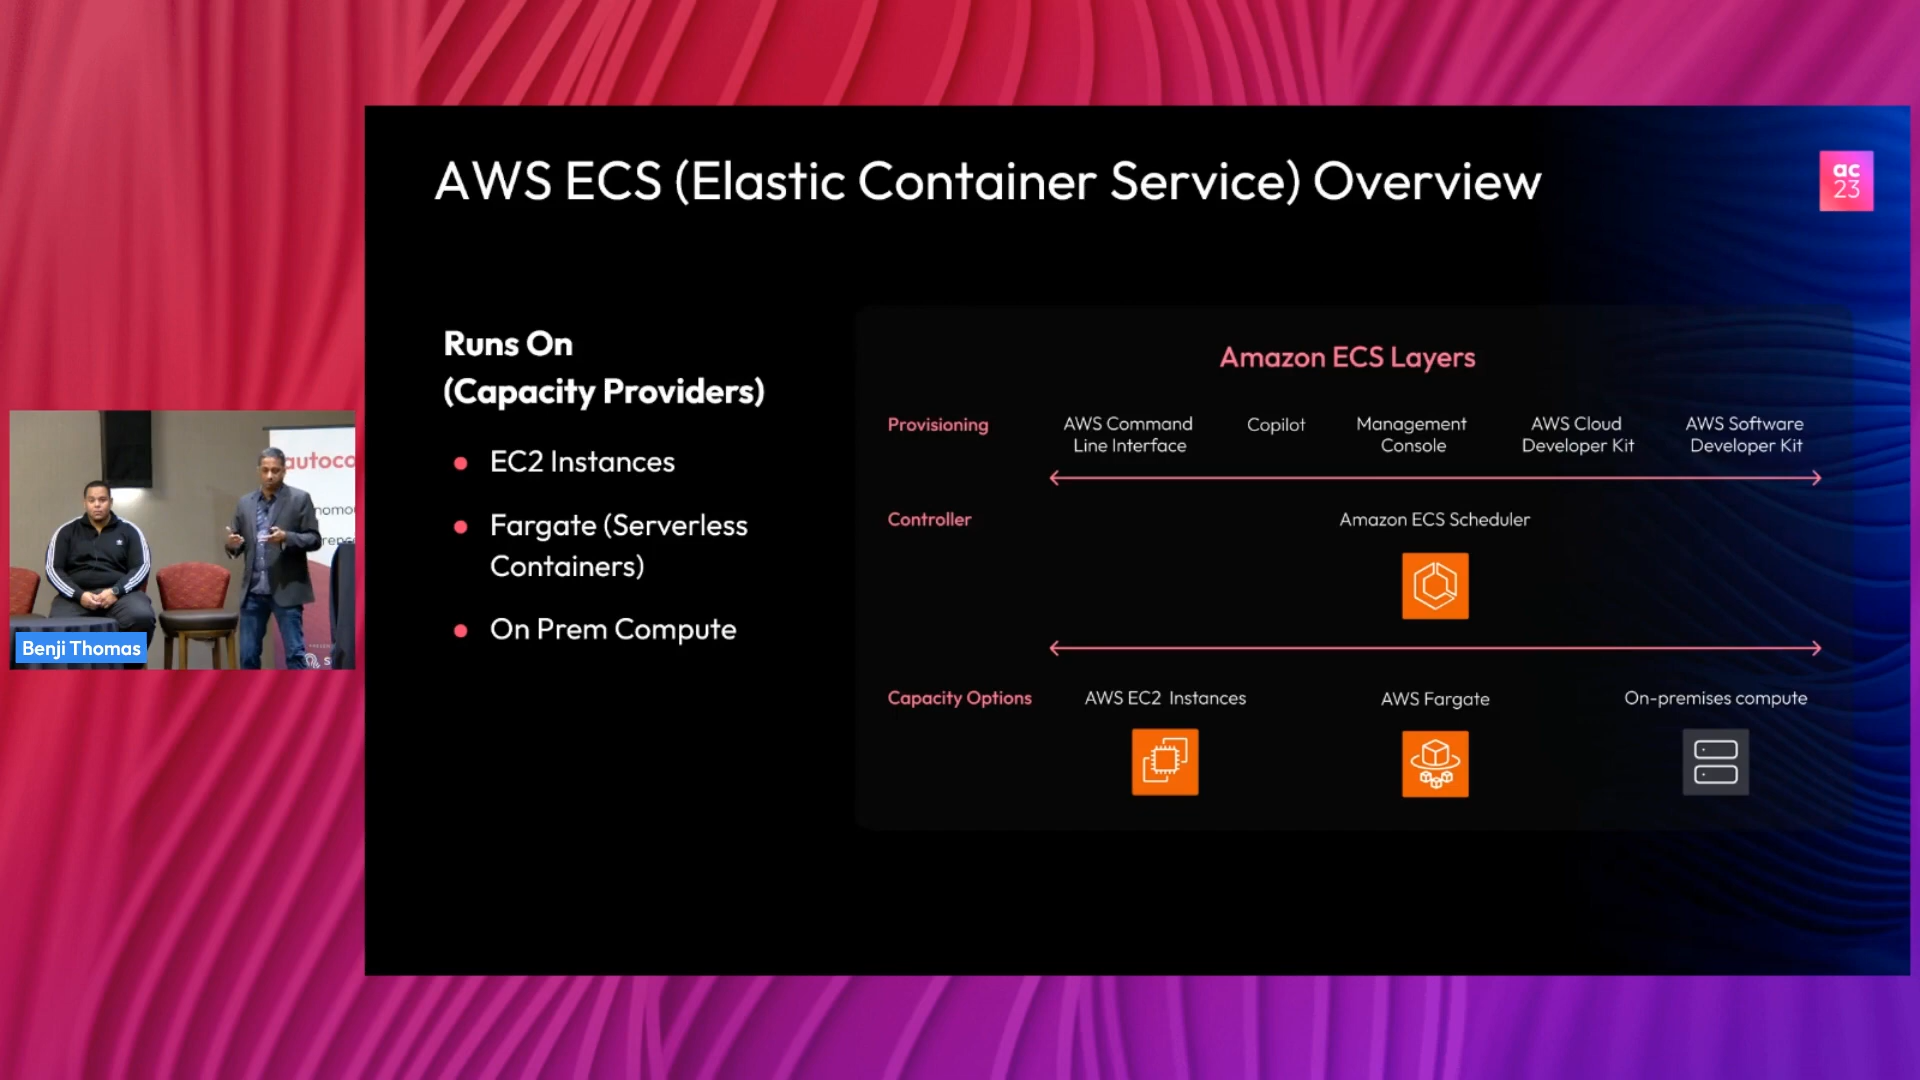 AWS ECS (Elastic Container Service) Overview
ac
23
Runs On
(Capacity Providers)
EC2 Instances
Fargate (Serverless
Containers)
On Prem Compute
Amazon ECS Layers
Provisioning
AWS Command
Line Interface
Copilot
Management
Console
AWS Cloud
Developer Kit
AWS Software
Developer Kit
Controller
Amazon ECS Scheduler
Capacity Options
AWS EC2 Instances
AWS Fargate
On-premises compute
autoco
Benji Thomas